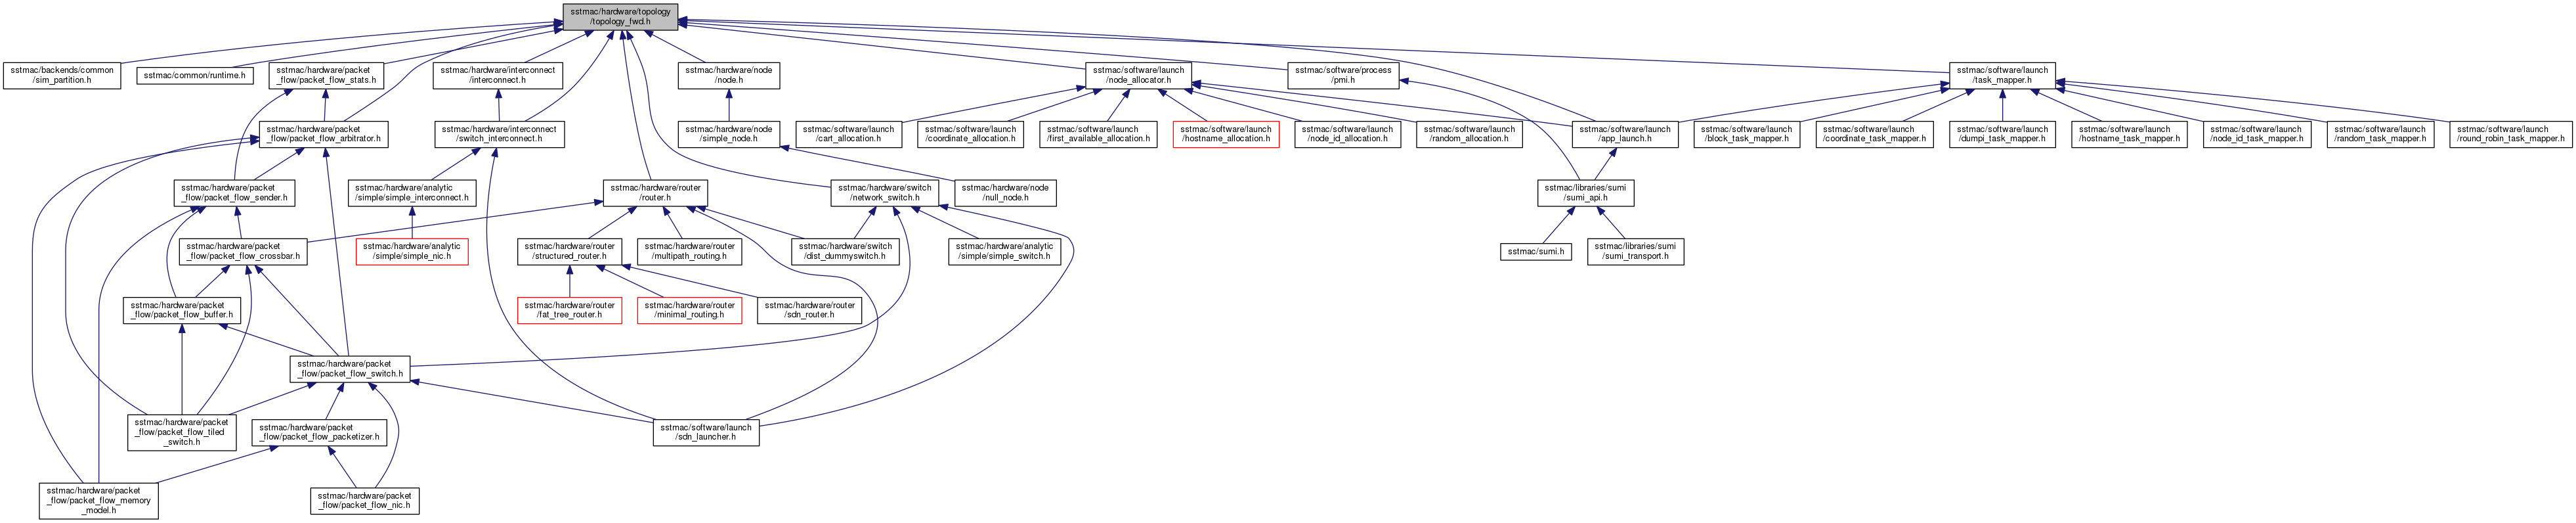 sstmac/hardware/topology
/topology_fwd.h
sstmac/backends/common
/sim_partition.h
sstmac/common/runtime.h
sstmac/hardware/packet
_flow/packet_flow_stats.h
sstmac/hardware/interconnect
/interconnect.h
sstmac/hardware/node
/node.h
sstmac/software/launch
/node_allocator.h
sstmac/software/process
/pmi.h
sstmac/software/launch
/task_mapper.h
sstmac/hardware/packet
_flow/packet_flow_arbitrator.h
sstmac/hardware/interconnect
/switch_interconnect.h
sstmac/hardware/node
/simple_node.h
sstmac/software/launch
/cart_allocation.h
sstmac/software/launch
/coordinate_allocation.h
sstmac/software/launch
/first_available_allocation.h
sstmac/software/launch
/hostname_allocation.h
sstmac/software/launch
/node_id_allocation.h
sstmac/software/launch
/random_allocation.h
sstmac/software/launch
/app_launch.h
sstmac/software/launch
/block_task_mapper.h
sstmac/software/launch
/coordinate_task_mapper.h
sstmac/software/launch
/dumpi_task_mapper.h
sstmac/software/launch
/hostname_task_mapper.h
sstmac/software/launch
/node_id_task_mapper.h
sstmac/software/launch
/random_task_mapper.h
sstmac/software/launch
/round_robin_task_mapper.h
sstmac/hardware/packet
_flow/packet_flow_sender.h
sstmac/hardware/analytic
/simple/simple_interconnect.h
sstmac/hardware/router
/router.h
sstmac/hardware/switch
/network_switch.h
sstmac/hardware/node
/null_node.h
sstmac/libraries/sumi
/sumi_api.h
sstmac/hardware/packet
_flow/packet_flow_crossbar.h
sstmac/hardware/analytic
/simple/simple_nic.h
sstmac/hardware/router
/structured_router.h
sstmac/hardware/router
/multipath_routing.h
sstmac/hardware/switch
/dist_dummyswitch.h
sstmac/hardware/analytic
/simple/simple_switch.h
sstmac/sumi.h
sstmac/libraries/sumi
/sumi_transport.h
sstmac/hardware/packet
_flow/packet_flow_buffer.h
sstmac/hardware/router
/fat_tree_router.h
sstmac/hardware/router
/minimal_routing.h
sstmac/hardware/router
/sdn_router.h
sstmac/hardware/packet
_flow/packet_flow_switch.h
sstmac/hardware/packet
_flow/packet_flow_tiled
_switch.h
sstmac/hardware/packet
_flow/packet_flow_packetizer.h
sstmac/software/launch
/sdn_launcher.h
sstmac/hardware/packet
_flow/packet_flow_memory
_model.h
sstmac/hardware/packet
_flow/packet_flow_nic.h